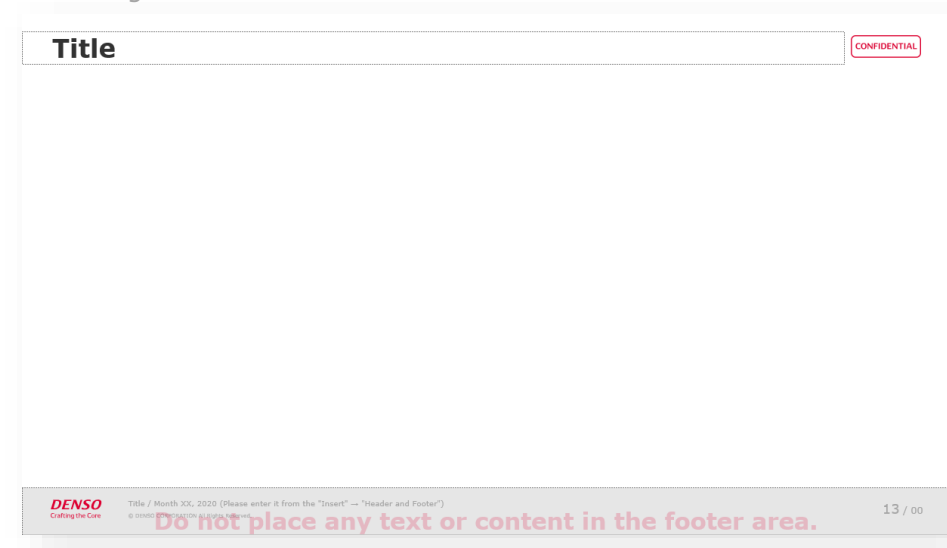 Title
CONFIDENTIAL
DENSO
Crafting the Core
Title / Month XX, 2020 (Please enter it from the "Insert" → "Header and Footer")
Do not place any text or content in the footer area.
13 / 00